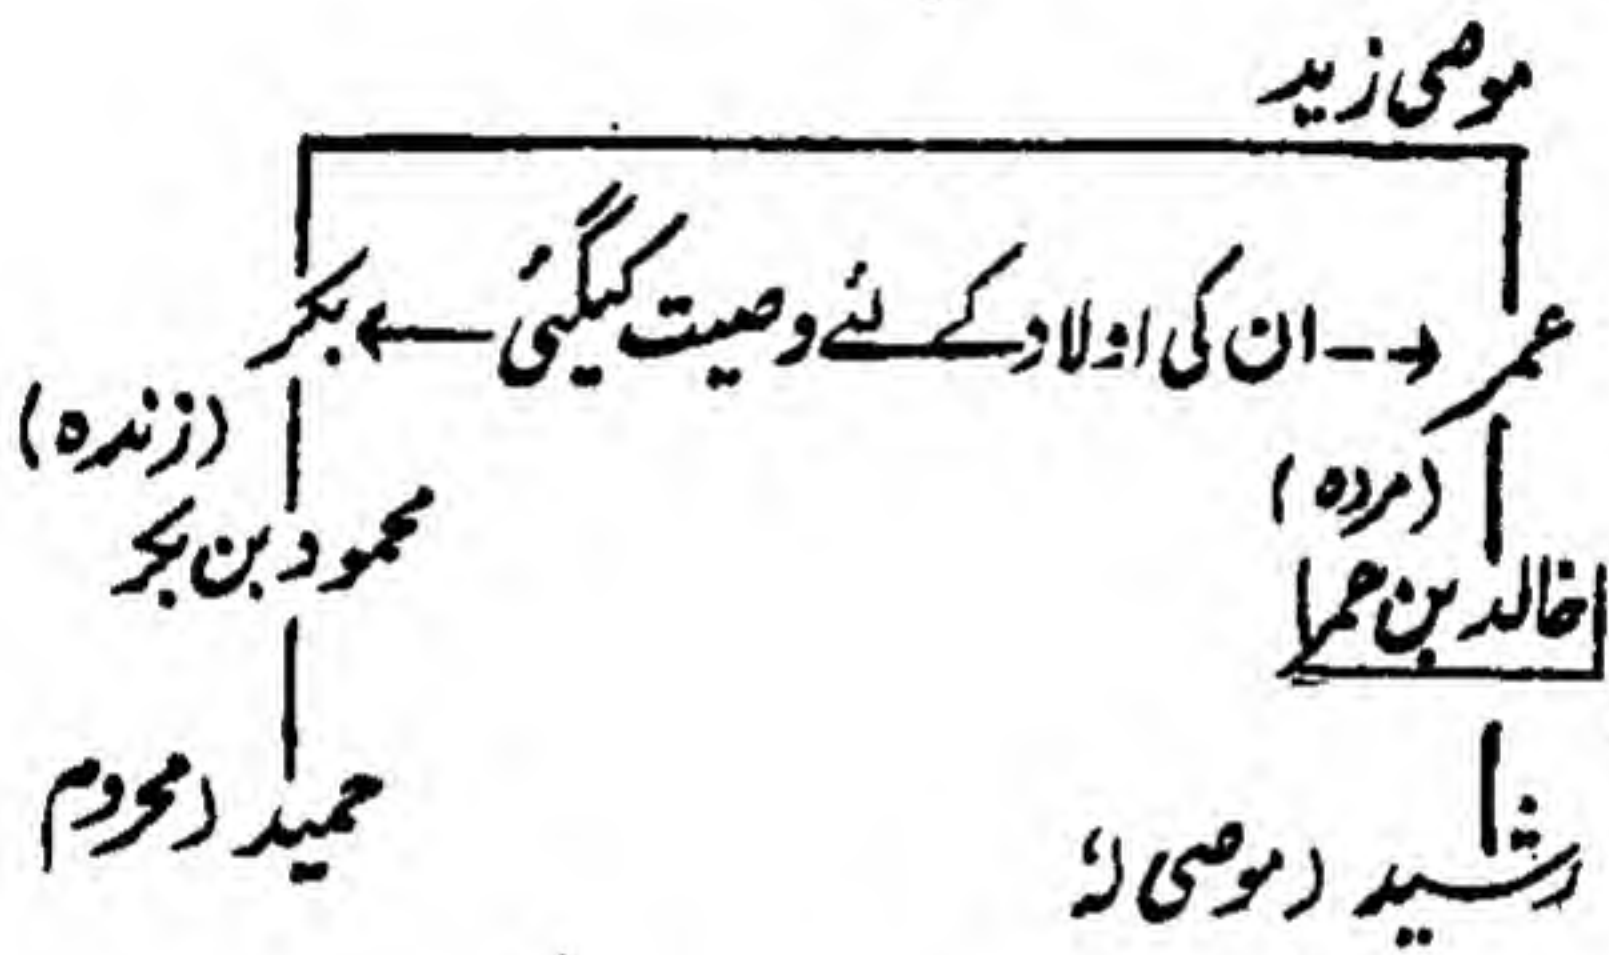 موصی زید
عمر ← -- ان کی اولاد کے لئے وصیت کیگئی ← بکر
(مردہ) (زندہ)
خالد بن عمر محمود بن بکر
رشید (موصی لہٗ حمید (محروم